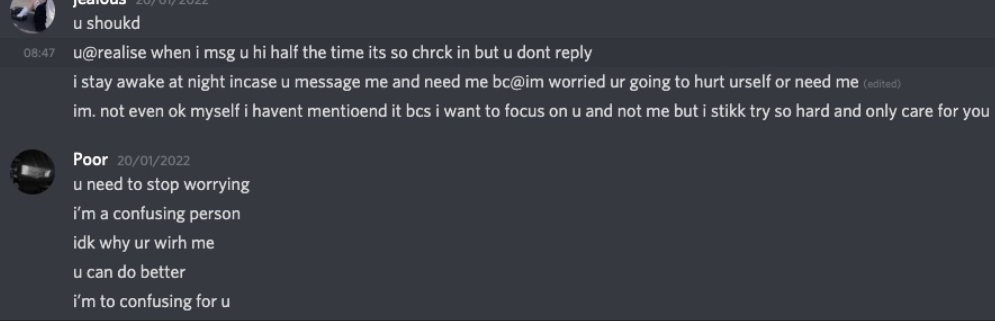 jealous 20/01/2022
u shoukd
08:47 u@realise when i msg u hi half the time its so chrck in but u dont reply
i stay awake at night incase u message me and need me bc@im worried ur going to hurt urself or need me (edited)
im. not even ok myself i havent mentioend it bcs i want to focus on u and not me but i stikk try so hard and only care for you
Poor 20/01/2022
u need to stop worrying
i'm a confusing person
idk why ur wirh me
u can do better
i'm to confusing for u